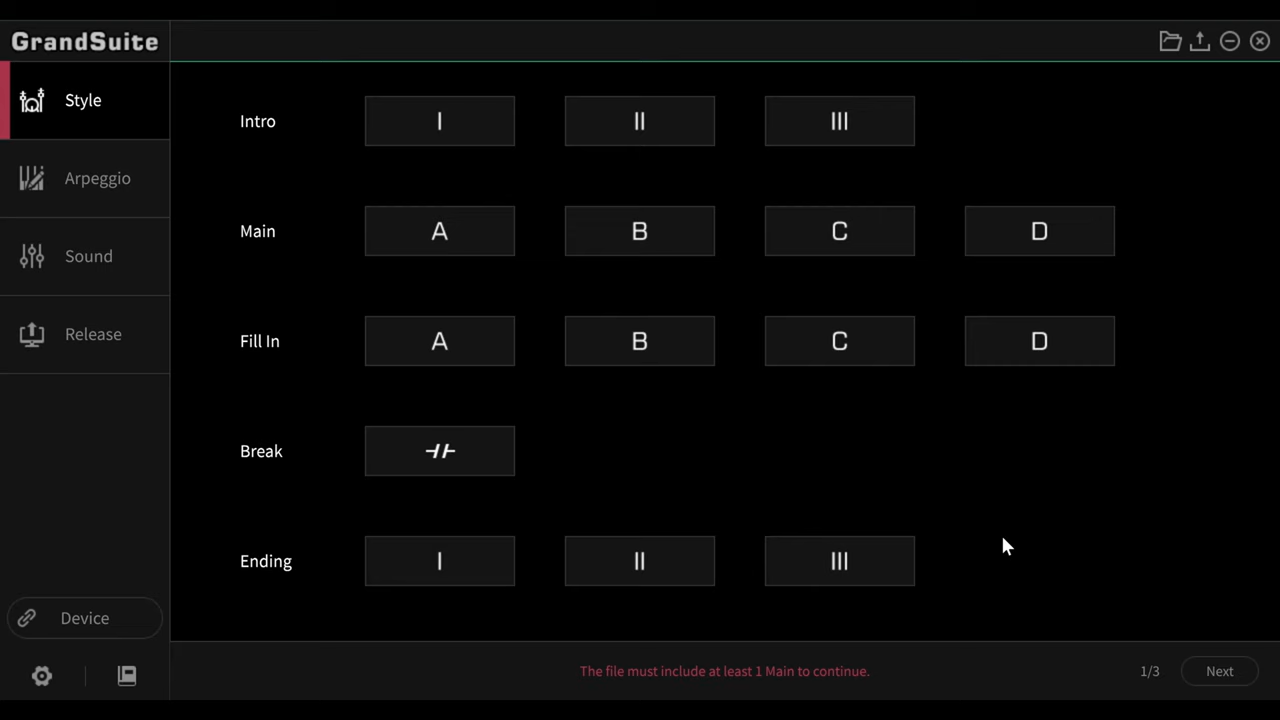 GrandSuite
Style
Arpeggio
Sound
Release
Device
Intro I II III
Main A B C D
Fill In A B C D
Break
Ending I II III
The file must include at least 1 Main to continue.
1/3
Next